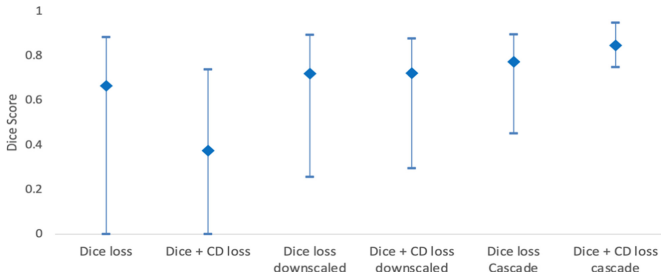 1
0.8
0.6
0.4
0.2
0
Dice Score
Dice loss
Dice + CD loss
Dice loss
downscaled
Dice + CD loss
downscaled
Dice loss
Cascade
Dice + CD loss
cascade